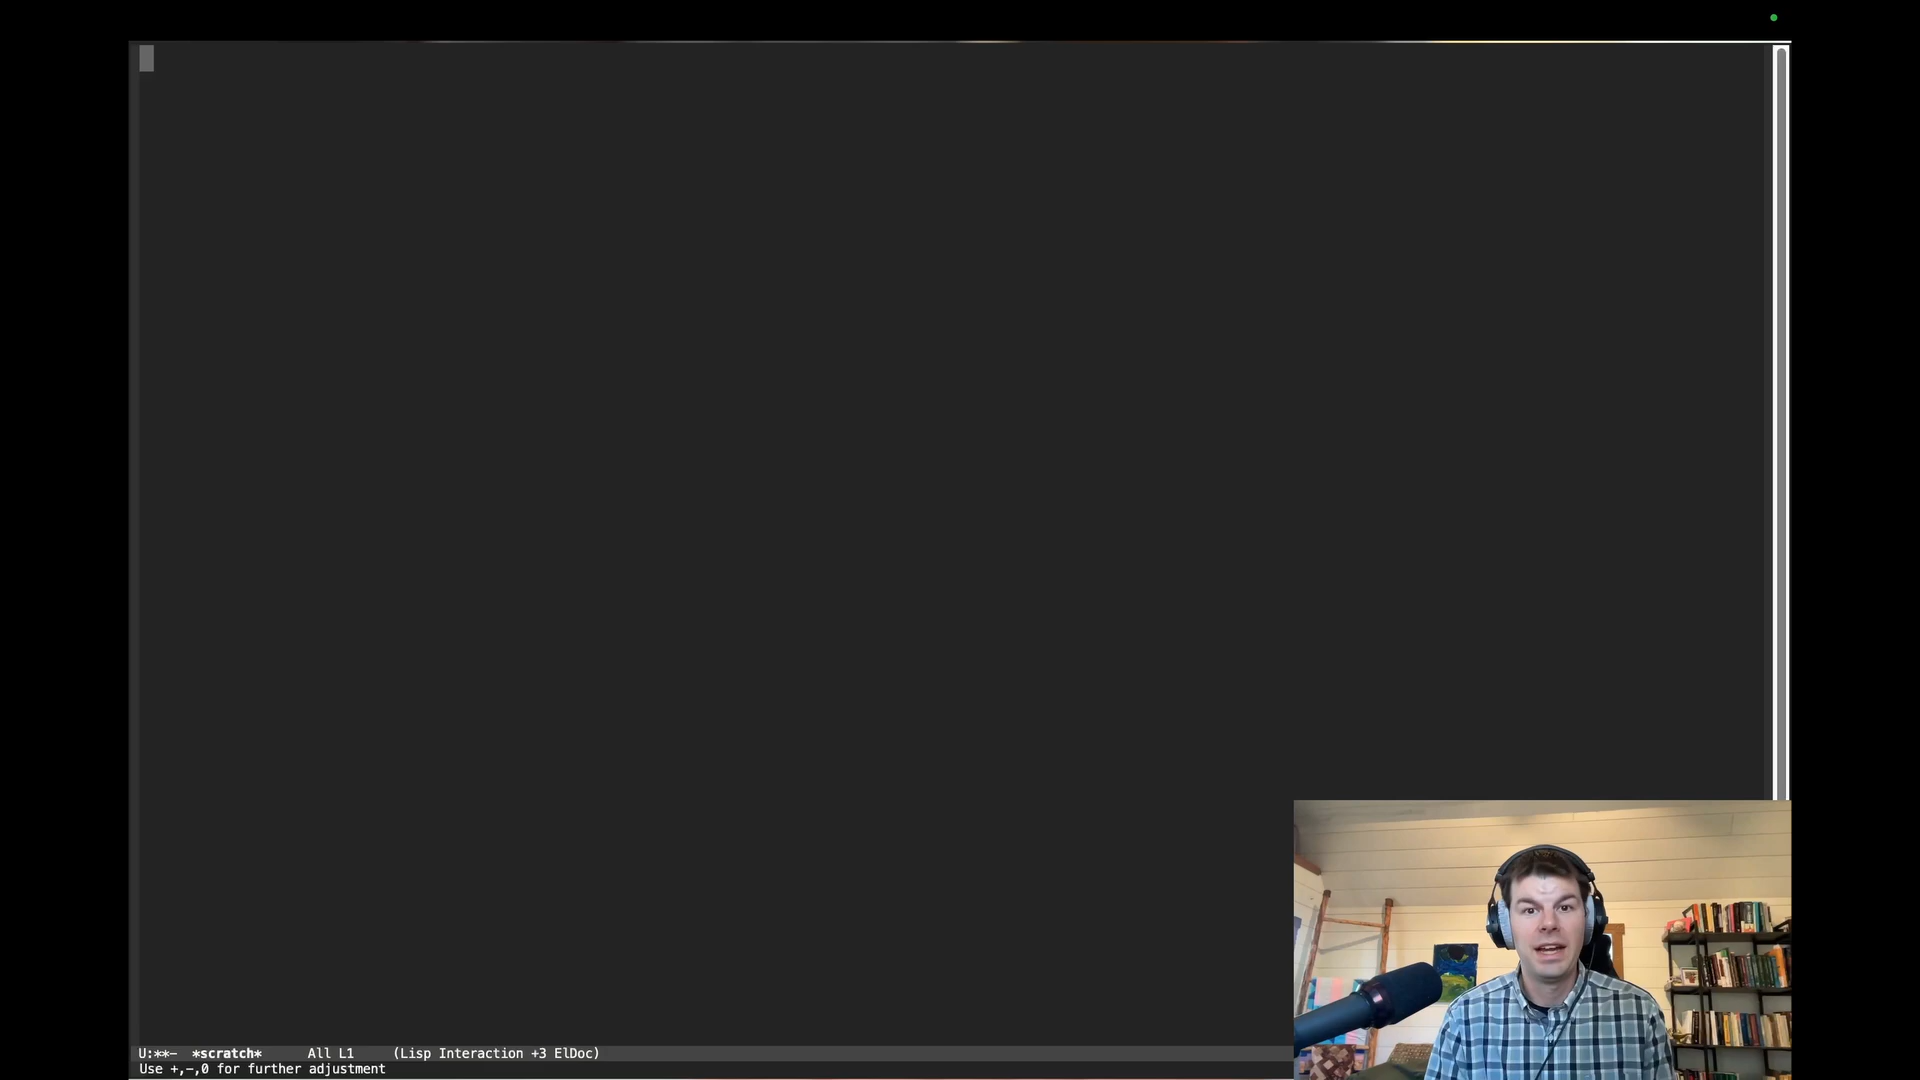 U:**-  *scratch*      All L1     (Lisp Interaction +3 ElDoc)
Use +,-,0 for further adjustment